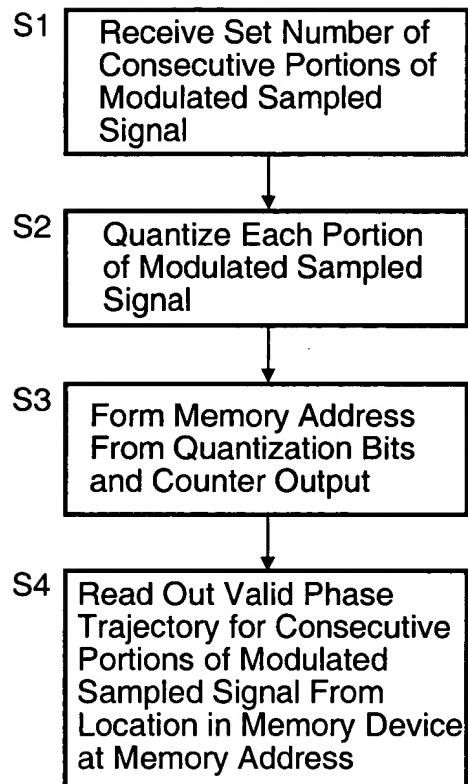 S1
Receive Set Number of
Consecutive Portions of
Modulated Sampled
Signal
S2
Quantize Each Portion
of Modulated Sampled
Signal
S3
Form Memory Address
From Quantization Bits
and Counter Output
S4
Read Out Valid Phase
Trajectory for Consecutive
Portions of Modulated
Sampled Signal From
Location in Memory Device
at Memory Address